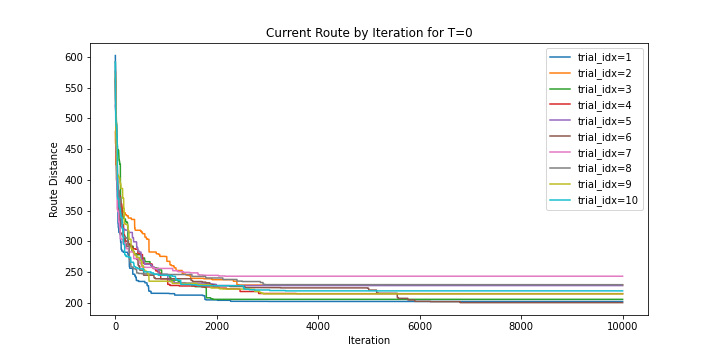 Current Route by Iteration for T=0
Route Distance
600
550
500
450
400
350
300
250
200
0
2000
4000
6000
8000
10000
Iteration
trial_idx=1
trial_idx=2
trial_idx=3
trial_idx=4
trial_idx=5
trial_idx=6
trial_idx=7
trial_idx=8
trial_idx=9
trial_idx=10